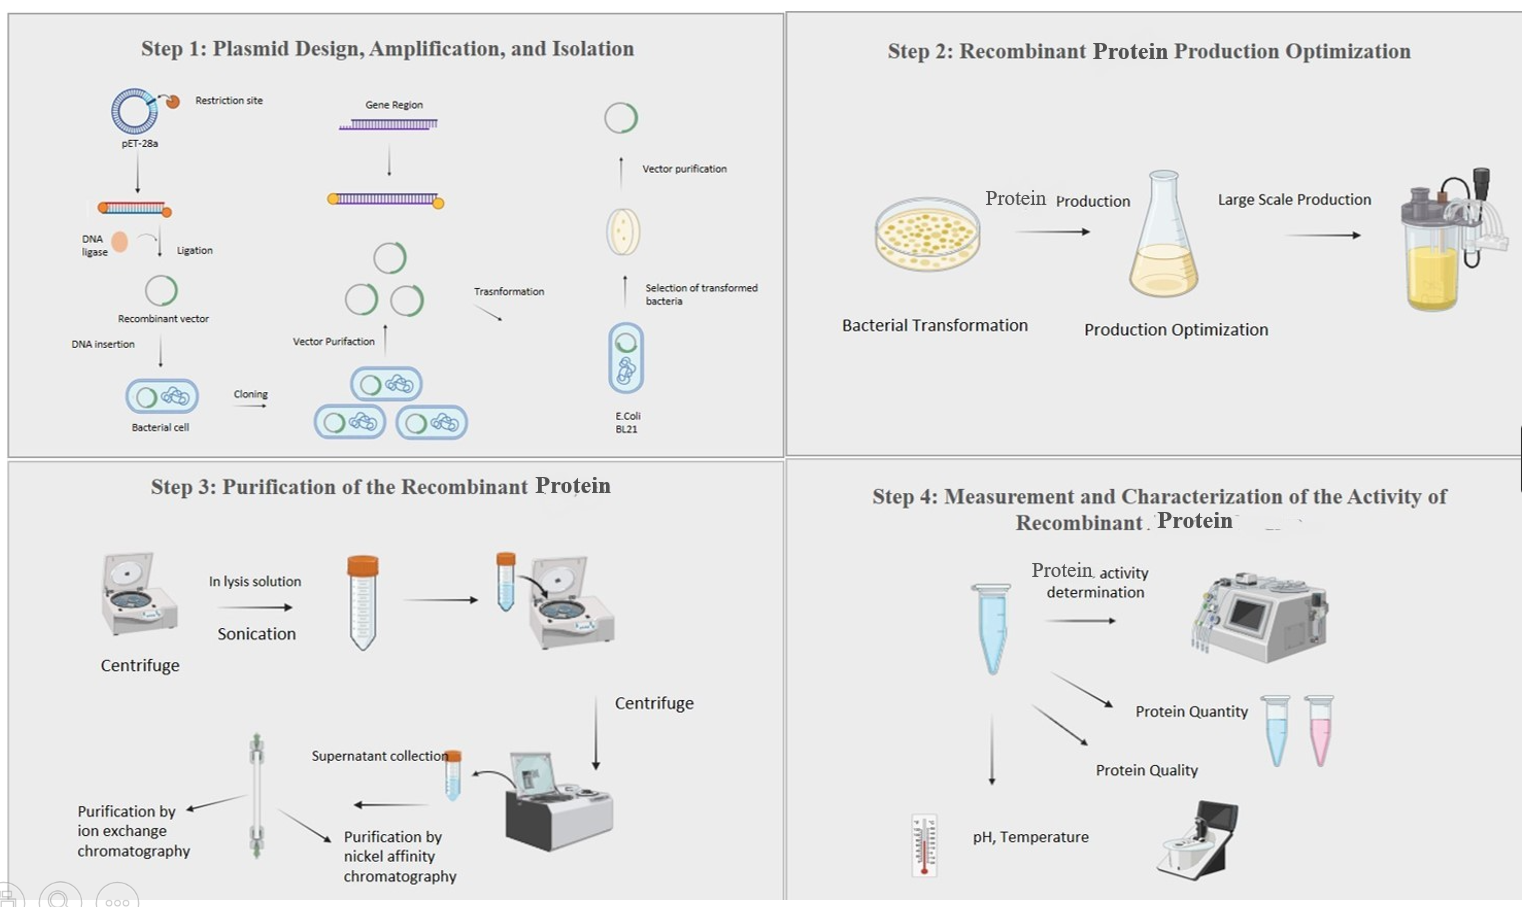 Step 1: Plasmid Design, Amplification, and Isolation
Restriction site
pET-28a
DNA
ligase
Ligation
Recombinant vector
DNA insertion
Bacterial cell
Cloning
Gene Region
Vector Purifaction
Trasnformation
Vector purification
Selection of transformed
bacteria
E.Coli
BL21
Step 2: Recombinant Protein Production Optimization
Protein Production
Large Scale Production
Bacterial Transformation
Production Optimization
Step 3: Purification of the Recombinant Protein
In lysis solution
Sonication
Centrifuge
Centrifuge
Supernatant collection
Purification by
ion exchange
chromatography
Purification by
nickel affinity
chromatography
Step 4: Measurement and Characterization of the Activity of
Recombinant Protein
Protein activity
determination
Protein Quantity
Protein Quality
pH, Temperature